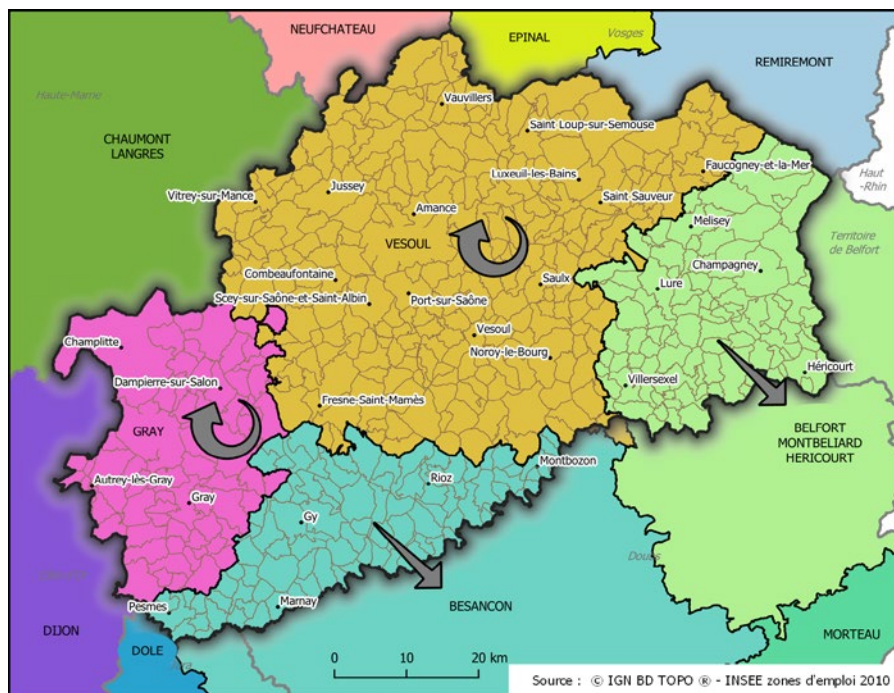 NEUFCHATEAU
EPINAL
Vosges
REMIREMONT
Haute-Marne
Vauvillers
CHAUMONT
LANGRES
Saint Loup-sur-Semouse
Luxeuil-les-Bains
Faucogney-et-la-Mer
Haut
-Rhin
Vitrey-sur-Mance
Jussey
Amance
Saint Sauveur
Melisey
VESOUL
Territoire
de Belfort
Combeaufontaine
Saulx
Lure
Champagney
Scey-sur-Saône-et-Saint-Albin
Port-sur-Saône
Vesoul
Champlitte
Noroy-le-Bourg
Dampierre-sur-Salon
Villersexel
Héricourt
Fresne-Saint-Mamès
GRAY
BELFORT
MONTBELIARD
HERICOURT
Autrey-lès-Gray
Gray
Rioz
Montbozon
Gy
Doubs
Pesmes
Marnay
BESANCON
DIJON
DOLE
MORTEAU
0 10 20 km
Source : © IGN BD TOPO ® - INSEE zones d'emploi 2010